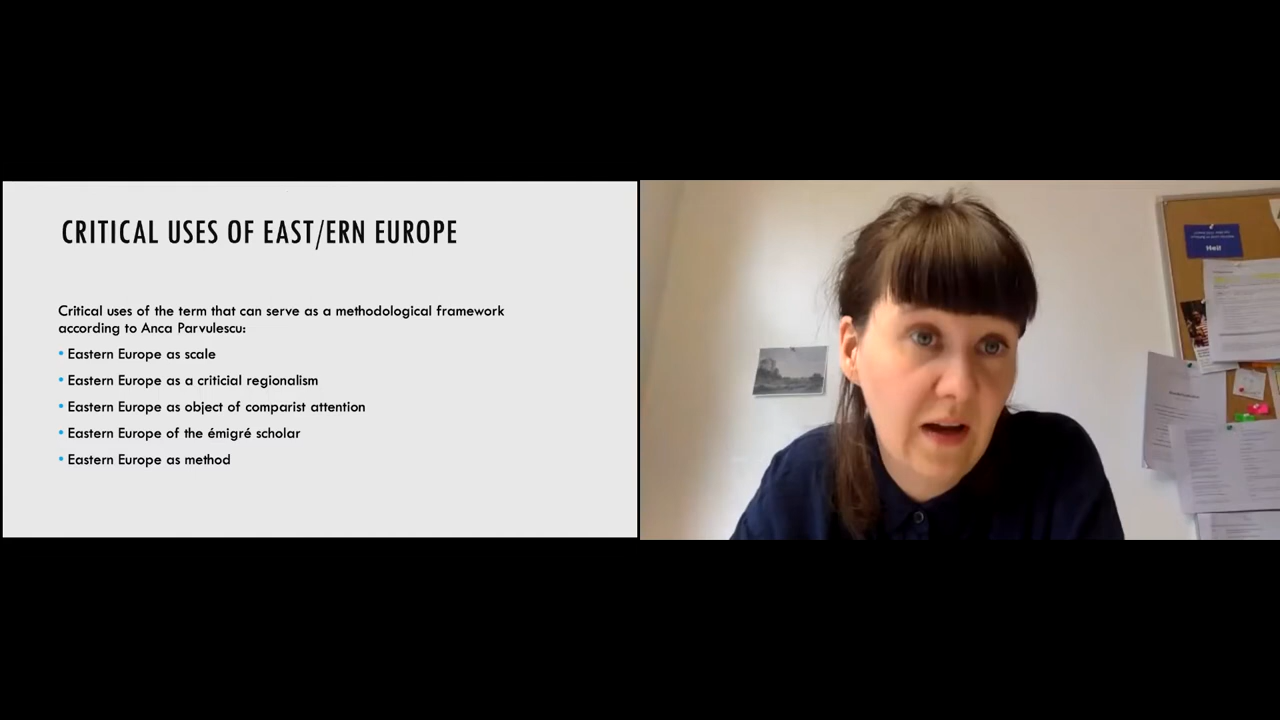 CRITICAL USES OF EAST/ERN EUROPE
Critical uses of the term that can serve as a methodological framework
according to Anca Parvulescu:
• Eastern Europe as scale
• Eastern Europe as a criticial regionalism
• Eastern Europe as object of comparist attention
• Eastern Europe of the émigré scholar
• Eastern Europe as method
Hei!